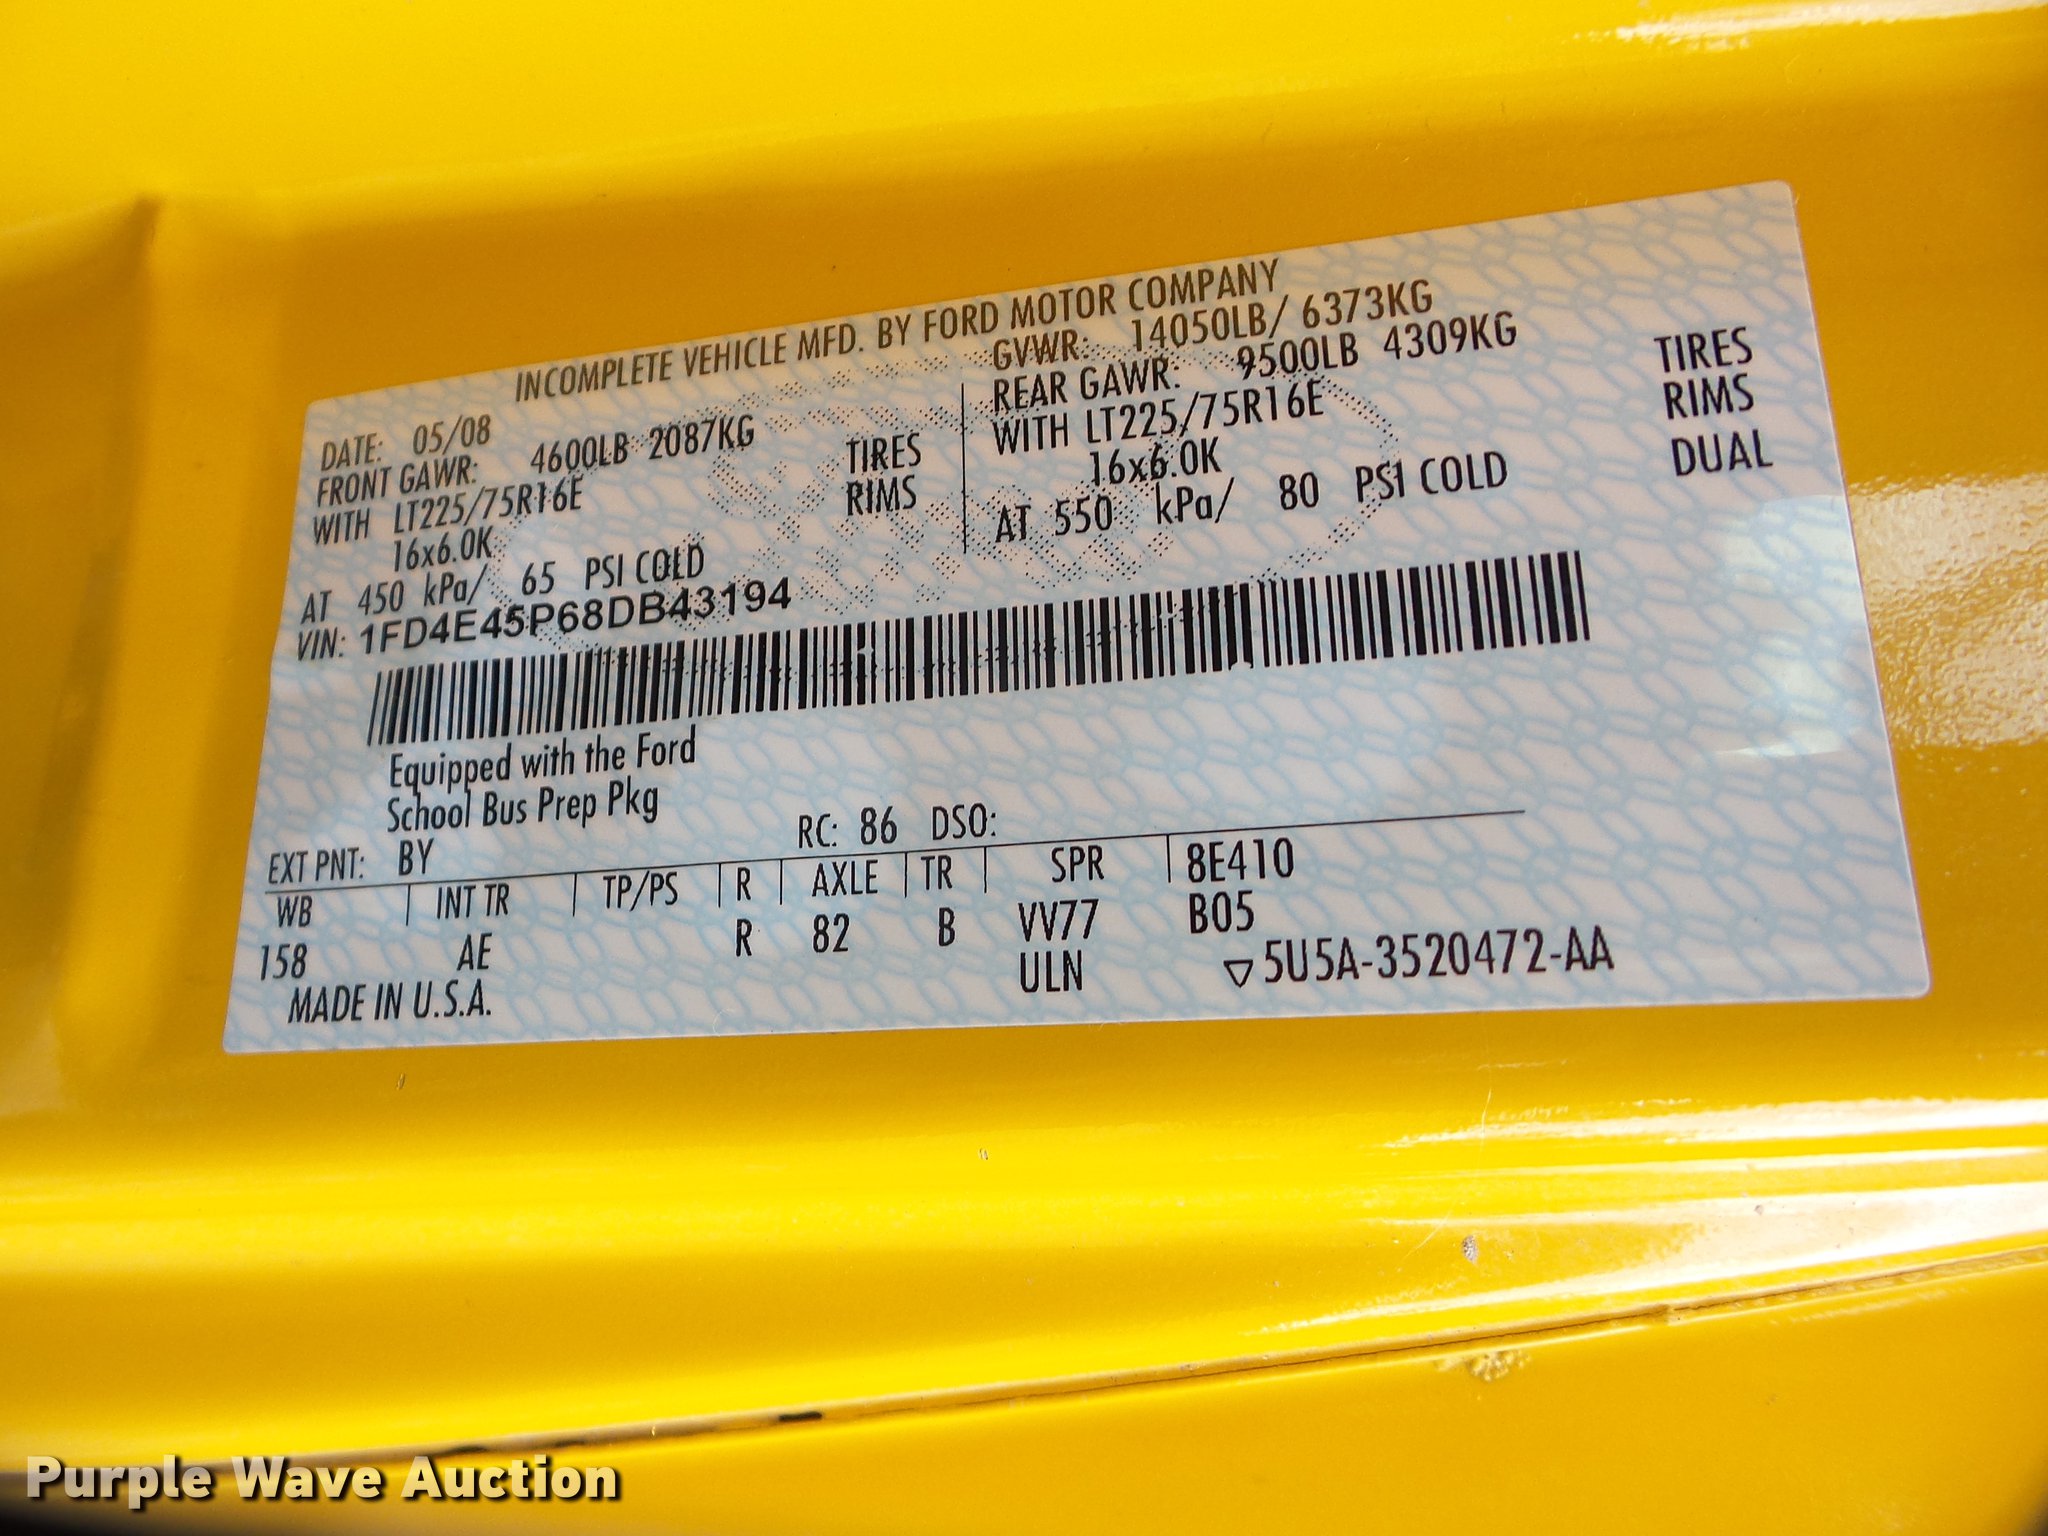 INCOMPLETE VEHICLE MFD. BY FORD MOTOR COMPANY
DATE: 05/08
FRONT GAWR: 4600LB 2087KG
WITH LT225/75R16E TIRES
16x6.0K RIMS
AT 450 kPa/ 65 PSI COLD
GVWR: 14050LB/ 6373KG
REAR GAWR: 9500LB 4309KG
WITH LT225/75R16E TIRES
16x6.0K RIMS
AT 550 kPa/ 80 PSI COLD DUAL
VIN: 1FD4E45P68DB43194
Equipped with the Ford
School Bus Prep Pkg
EXT PNT: BY RC: 86 DSO:
WB INT TR TP/PS R AXLE TR SPR 8E410
158 AE R 82 B VV77 B05
MADE IN U.S.A. ULN ▽5U5A-3520472-AA
Purple Wave Auction